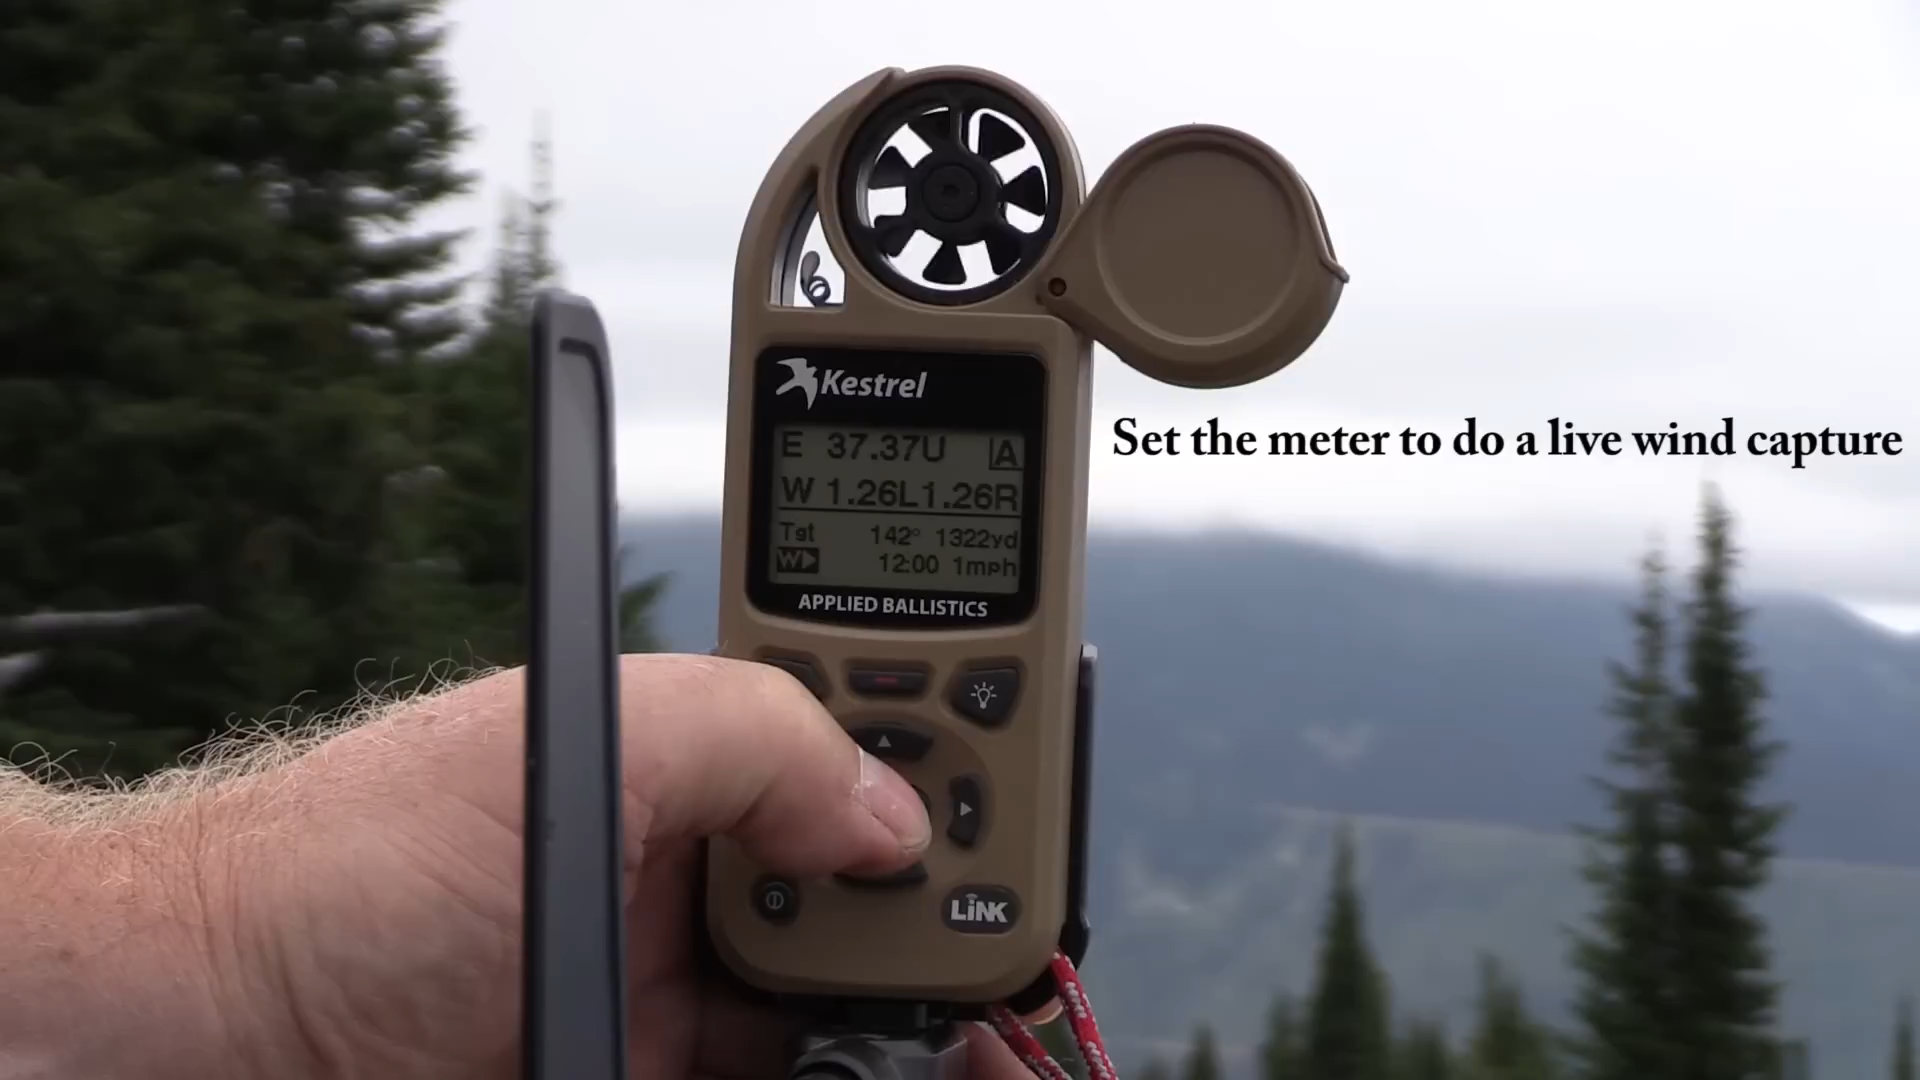 Kestrel
E 37.37U A
W 1.26L1.26R
Tgt 142° 1322yd
W▶ 12:00 1mph
APPLIED BALLISTICS
LiNK
Set the meter to do a live wind capture